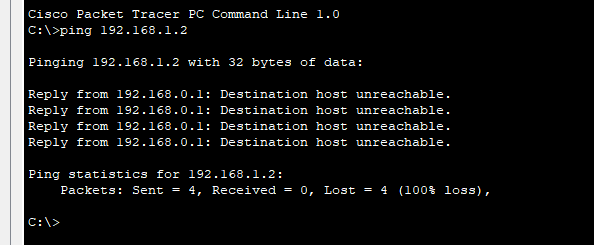 Cisco Packet Tracer PC Command Line 1.0
C:\>ping 192.168.1.2
Pinging 192.168.1.2 with 32 bytes of data:
Reply from 192.168.0.1: Destination host unreachable.
Reply from 192.168.0.1: Destination host unreachable.
Reply from 192.168.0.1: Destination host unreachable.
Reply from 192.168.0.1: Destination host unreachable.
Ping statistics for 192.168.1.2:
    Packets: Sent = 4, Received = 0, Lost = 4 (100% loss),
C:\>